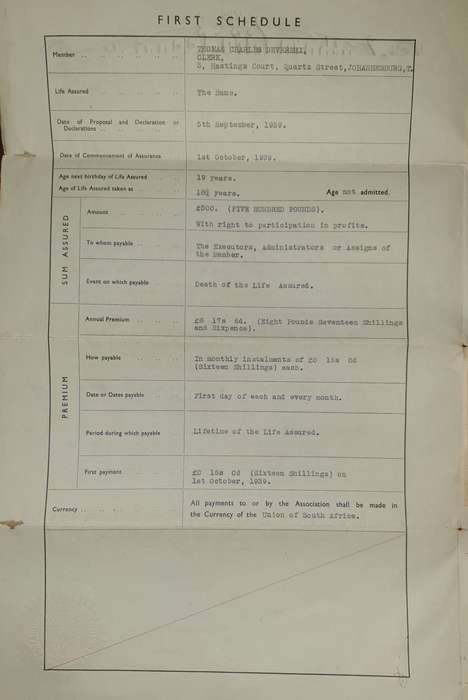 FIRST SCHEDULE
Member
THOMAS CHARLES DEVEREUX,
CLERK,
3, Hastings Court, Quartz Street, JOHANNESBURG, T.
Life Assured
The Same.
Date of Proposal and Declaration or
Declarations
5th September, 1939.
Date of Commencement of Assurance
1st October, 1939.
Age next birthday of Life Assured
19 years.
Age of Life Assured taken at
18½ years.
Age not admitted.
SUM ASSURED
Amount
£500. (FIVE HUNDRED POUNDS).
With right to participation in profits.
To whom payable
The Executors, Administrators or Assigns of
the Member.
Event on which payable
Death of the Life Assured.
PREMIUM
Annual Premium
£8 17s 6d. (Eight Pounds Seventeen Shillings
and Sixpence).
How payable
In monthly instalments of £0 16s 0d
(Sixteen Shillings) each.
Date or Dates payable
First day of each and every month.
Period during which payable
Lifetime of the Life Assured.
First payment
£0 16s 0d (Sixteen Shillings) on
1st October, 1939.
Currency
All payments to or by the Association shall be made in
the Currency of the Union of South Africa.